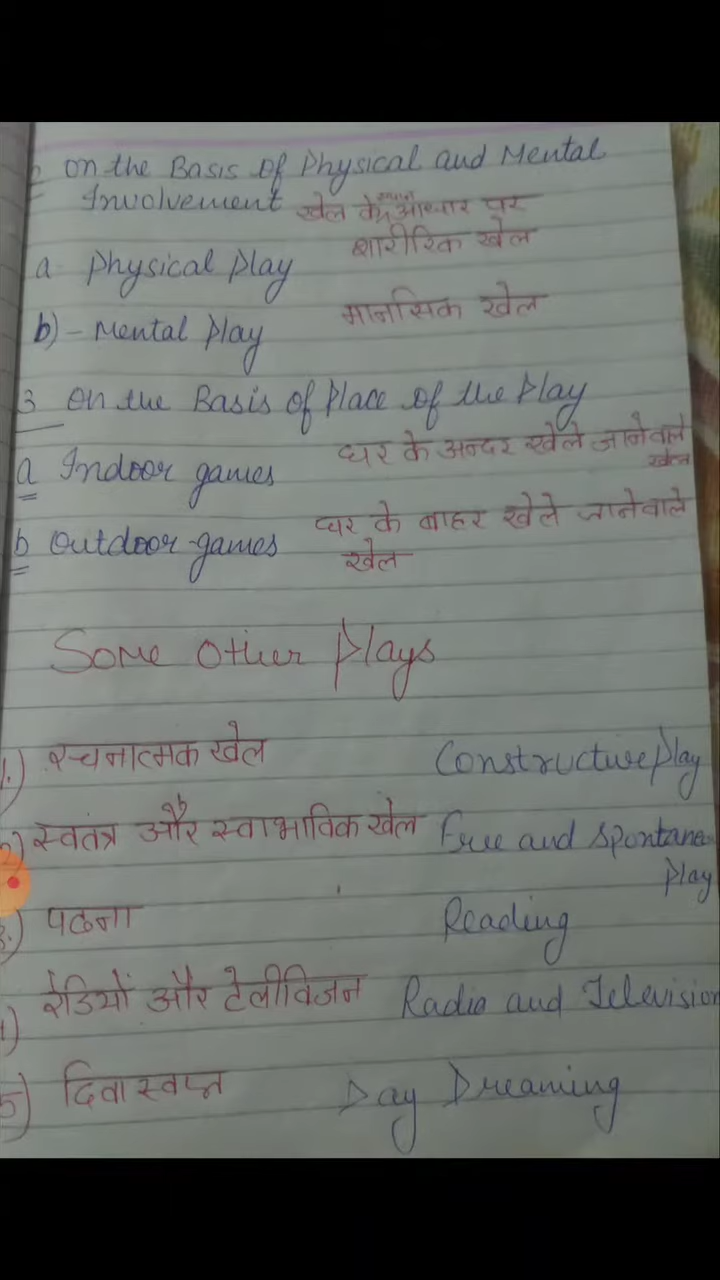 on the Basis of Physical and Mental
Involvement खेल के स्थान आधार पर
शारीरिक खेल
a Physical Play
मानसिक खेल
b) - Mental Play
3 on the Basis of Place of the Play
a Indoor games घर के अन्दर खेले जाने वाले
खेल
b Outdoor games घर के बाहर खेले जाने वाले
खेल
Some Other Plays
1.) रचनात्मक खेल Constructive Play
स्वतंत्र और स्वाभाविक खेल Free and Spontane
Play
3.) पढना Reading
4) रेडियों और टेलीविजन Radio and Television
5) दिवा स्वप्न Day Dreaming